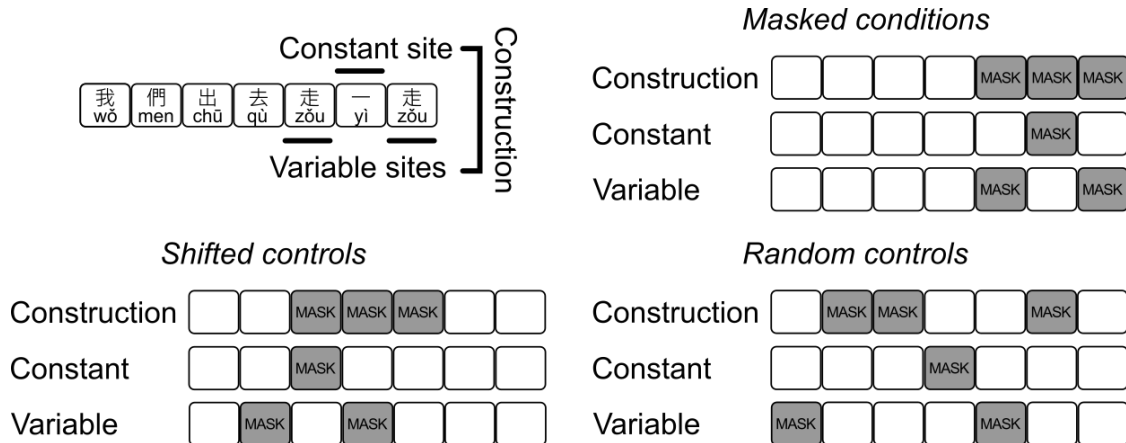 Constant site
Construction
我 們 出 去 走 一 走
wǒ men chū qù zǒu yì zǒu
Variable sites
Masked conditions
Construction MASK MASK MASK
Constant MASK
Variable MASK MASK
Shifted controls
Construction MASK MASK MASK
Constant MASK
Variable MASK MASK
Random controls
Construction MASK MASK MASK
Constant MASK
Variable MASK MASK